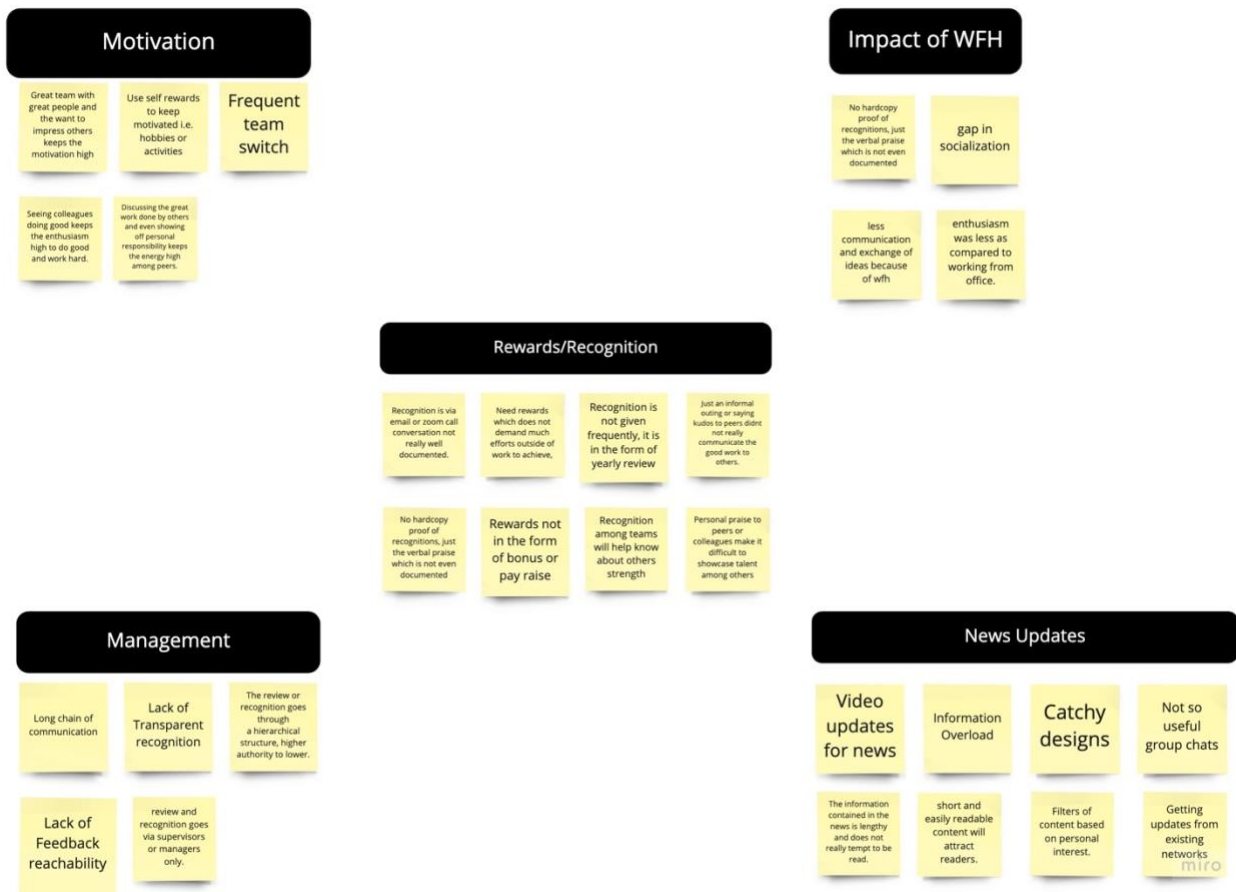 Motivation
Great team with
great people and
the want to
impress others
keeps the
motivation high
Use self rewards
to keep
motivated i.e.
hobbies or
activities
Frequent
team
switch
Seeing colleagues
doing good keeps
the enthusiasm
high to do good
and work hard.
Discussing the great
work done by others
and even showing
off personal
responsibility keeps
the energy high
among peers.
Impact of WFH
No hardcopy
proof of
recognitions, just
the verbal praise
which is not even
documented
gap in
socialization
less
communication
and exchange of
ideas because
of wfh
enthusiasm
was less as
compared to
working from
office.
Rewards/Recognition
Recognition is via
email or zoom call
conversation not
really well
documented.
Need rewards
which does not
demand much
efforts outside of
work to achieve,
Recognition is
not given
frequently, it is
in the form of
yearly review
Just an informal
outing or saying
kudos to peers didnt
not really
communicate the
good work to
others.
No hardcopy
proof of
recognitions, just
the verbal praise
which is not even
documented
Rewards not
in the form
of bonus or
pay raise
Recognition
among teams
will help know
about others
strength
Personal praise to
peers or
colleagues make it
difficult to
showcase talent
among others
Management
Long chain of
communication
Lack of
Transparent
recognition
The review or
recognition goes
through
a hierarchical
structure, higher
authority to lower.
Lack of
Feedback
reachability
review and
recognition goes
via supervisors
or managers
only.
News Updates
Video
updates
for news
Information
Overload
Catchy
designs
Not so
useful
group chats
The information
contained in the
news is lengthy
and does not
really tempt to be
read.
short and
easily readable
content will
attract
readers.
Filters of
content based
on personal
interest.
Getting
updates from
existing
networks
miro